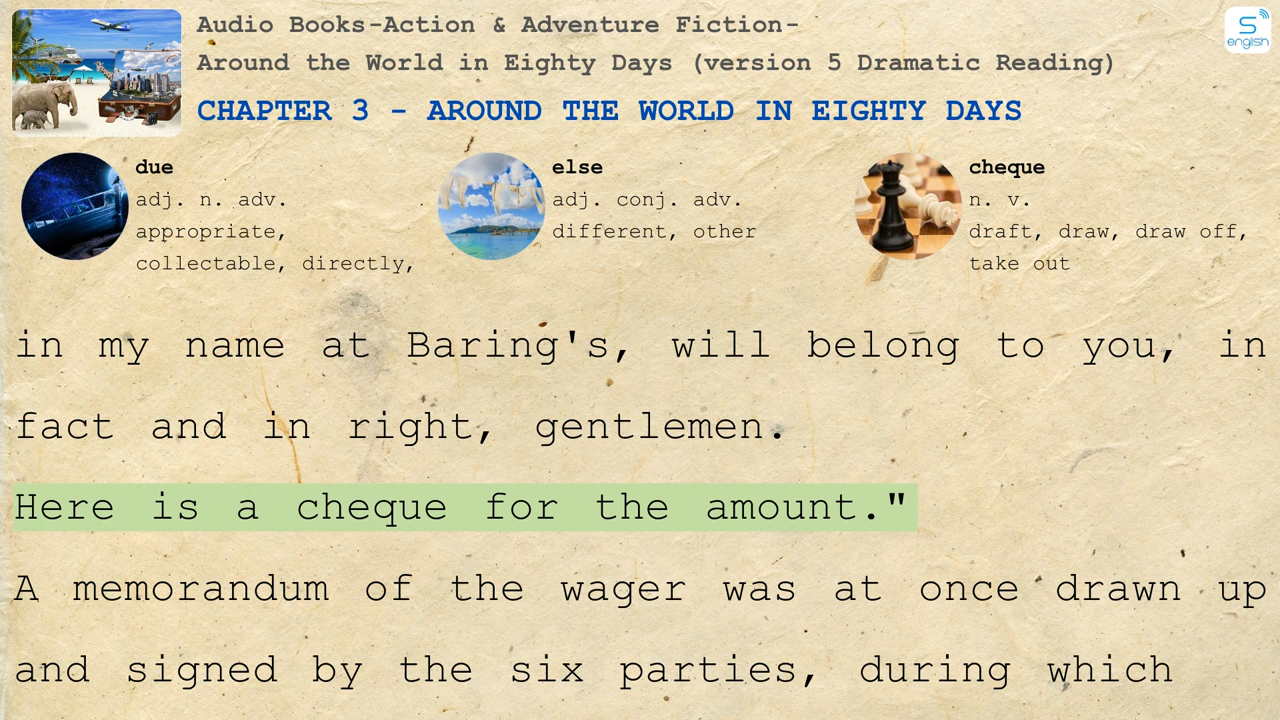 Audio Books-Action & Adventure Fiction-
Around the World in Eighty Days (version 5 Dramatic Reading)
CHAPTER 3 - AROUND THE WORLD IN EIGHTY DAYS
S
english
due
adj. n. adv.
appropriate,
collectable, directly,
else
adj. conj. adv.
different, other
cheque
n. v.
draft, draw, draw off,
take out
in my name at Baring's, will belong to you, in
fact and in right, gentlemen.
Here is a cheque for the amount."
A memorandum of the wager was at once drawn up
and signed by the six parties, during which